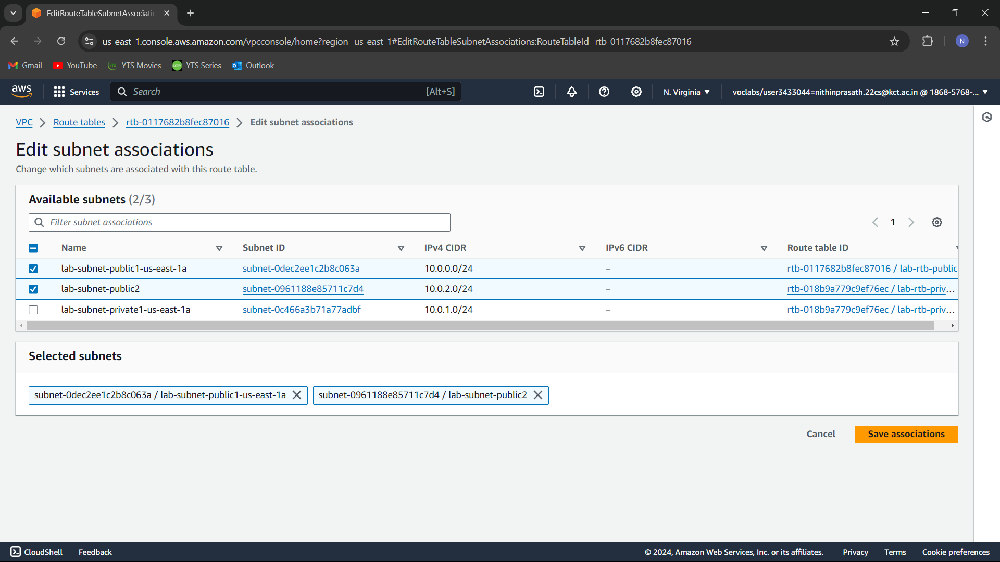 EditRouteTableSubnetAssociatio
us-east-1.console.aws.amazon.com/vpcconsole/home?region=us-east-1#EditRouteTableSubnetAssociations:RouteTableId=rtb-0117682b8fec87016
N
Gmail YouTube YTS Movies YTS Series Outlook
aws Services Search [Alt+S] N. Virginia voclabs/user3433044=nithinprasath.22cs@kct.ac.in @ 1868-5768-...
VPC Route tables rtb-0117682b8fec87016 Edit subnet associations
Edit subnet associations
Change which subnets are associated with this route table.
Available subnets (2/3)
Filter subnet associations
1
Name Subnet ID IPv4 CIDR IPv6 CIDR Route table ID
lab-subnet-public1-us-east-1a subnet-0dec2ee1c2b8c063a 10.0.0.0/24 – rtb-0117682b8fec87016 / lab-rtb-public
lab-subnet-public2 subnet-0961188e85711c7d4 10.0.2.0/24 – rtb-018b9a779c9ef76ec / lab-rtb-priv...
lab-subnet-private1-us-east-1a subnet-0c466a3b71a77adbf 10.0.1.0/24 – rtb-018b9a779c9ef76ec / lab-rtb-priv...
Selected subnets
subnet-0dec2ee1c2b8c063a / lab-subnet-public1-us-east-1a subnet-0961188e85711c7d4 / lab-subnet-public2
Cancel Save associations
CloudShell Feedback © 2024, Amazon Web Services, Inc. or its affiliates. Privacy Terms Cookie preferences